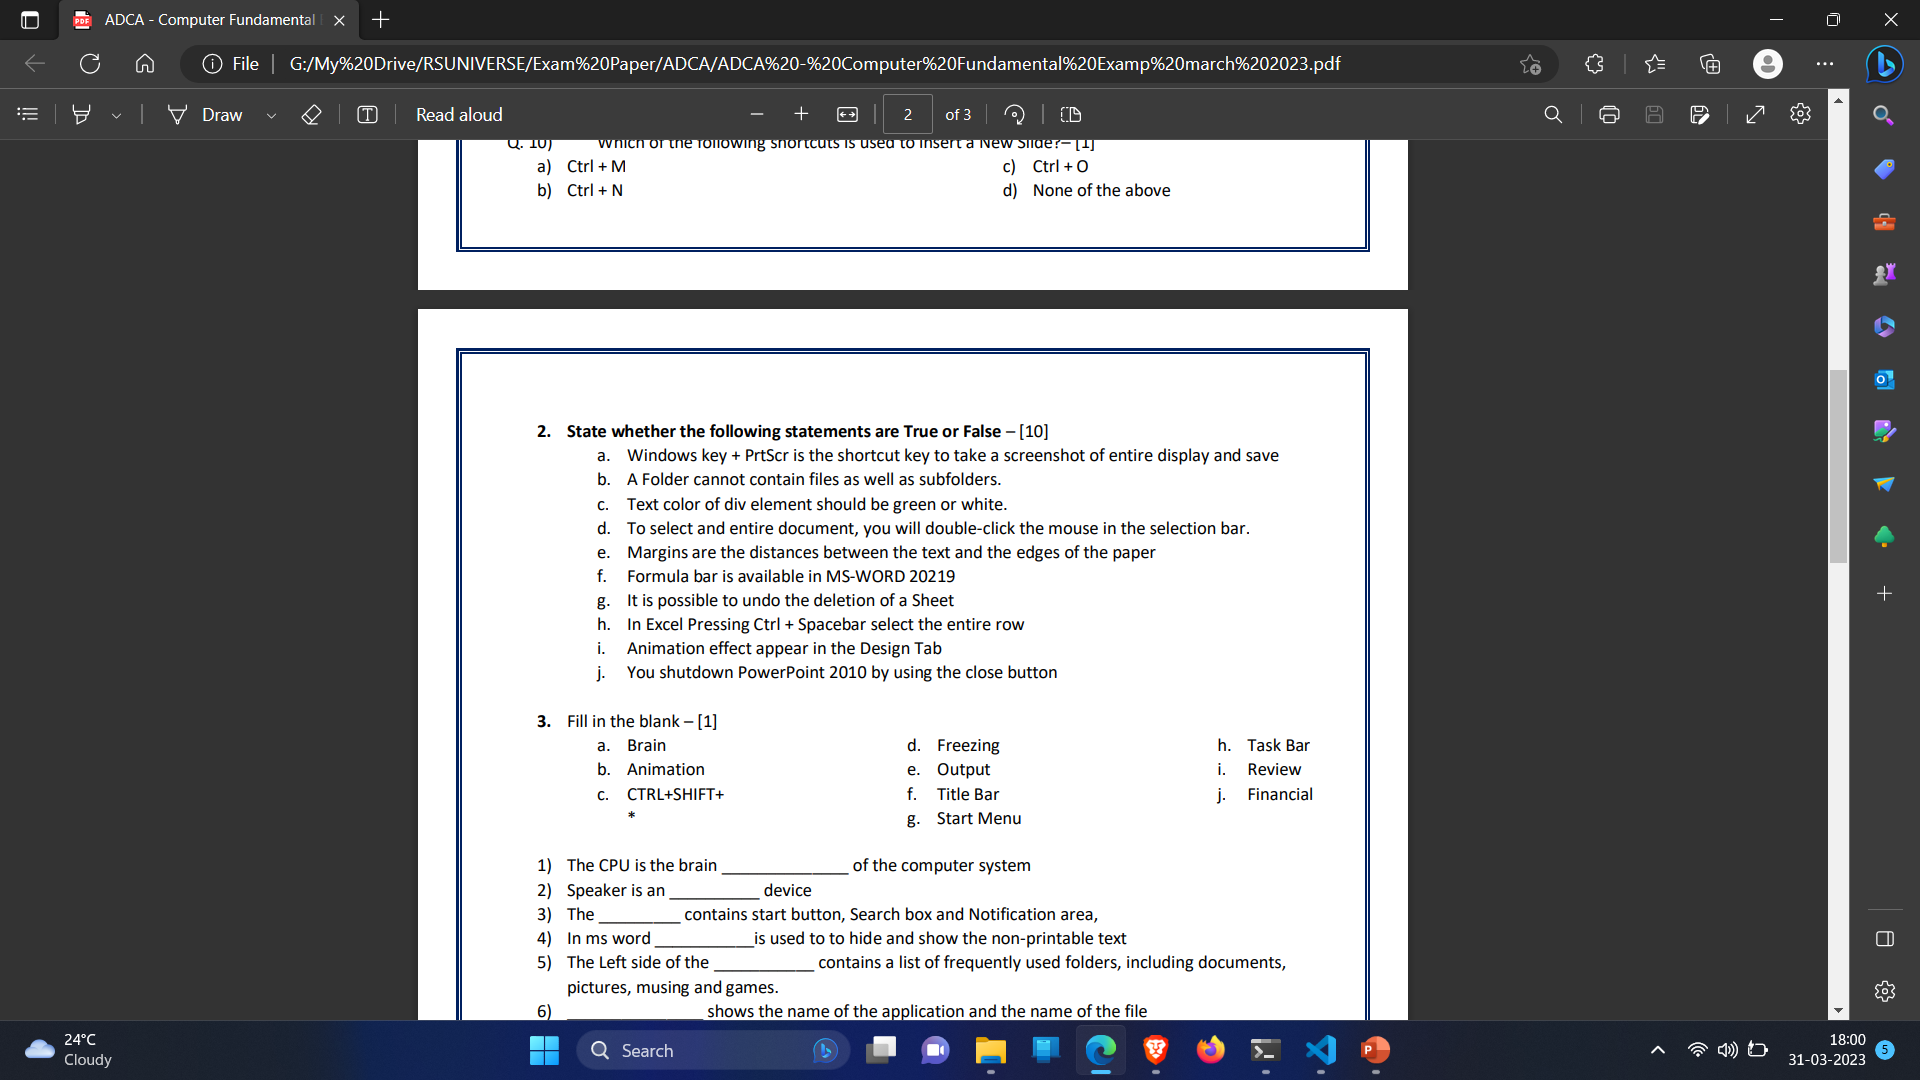 ADCA - Computer Fundamental
File
G:/My%20Drive/RSUNIVERSE/Exam%20Paper/ADCA/ADCA%20-%20Computer%20Fundamental%20Examp%20march%202023.pdf
Draw
Read aloud
2 of 3
Q. 10) Which of the following shortcuts is used to insert a New Slide?– [1]
a) Ctrl + M c) Ctrl + O
b) Ctrl + N d) None of the above
2. State whether the following statements are True or False – [10]
a. Windows key + PrtScr is the shortcut key to take a screenshot of entire display and save
b. A Folder cannot contain files as well as subfolders.
c. Text color of div element should be green or white.
d. To select and entire document, you will double-click the mouse in the selection bar.
e. Margins are the distances between the text and the edges of the paper
f. Formula bar is available in MS-WORD 20219
g. It is possible to undo the deletion of a Sheet
h. In Excel Pressing Ctrl + Spacebar select the entire row
i. Animation effect appear in the Design Tab
j. You shutdown PowerPoint 2010 by using the close button
3. Fill in the blank – [1]
a. Brain d. Freezing h. Task Bar
b. Animation e. Output i. Review
c. CTRL+SHIFT+ f. Title Bar j. Financial
* g. Start Menu
1) The CPU is the brain ______________ of the computer system
2) Speaker is an __________ device
3) The _________ contains start button, Search box and Notification area,
4) In ms word ___________is used to to hide and show the non-printable text
5) The Left side of the ___________ contains a list of frequently used folders, including documents,
pictures, musing and games.
6) _______________ shows the name of the application and the name of the file
24°C
Cloudy
Search
18:00
31-03-2023
5